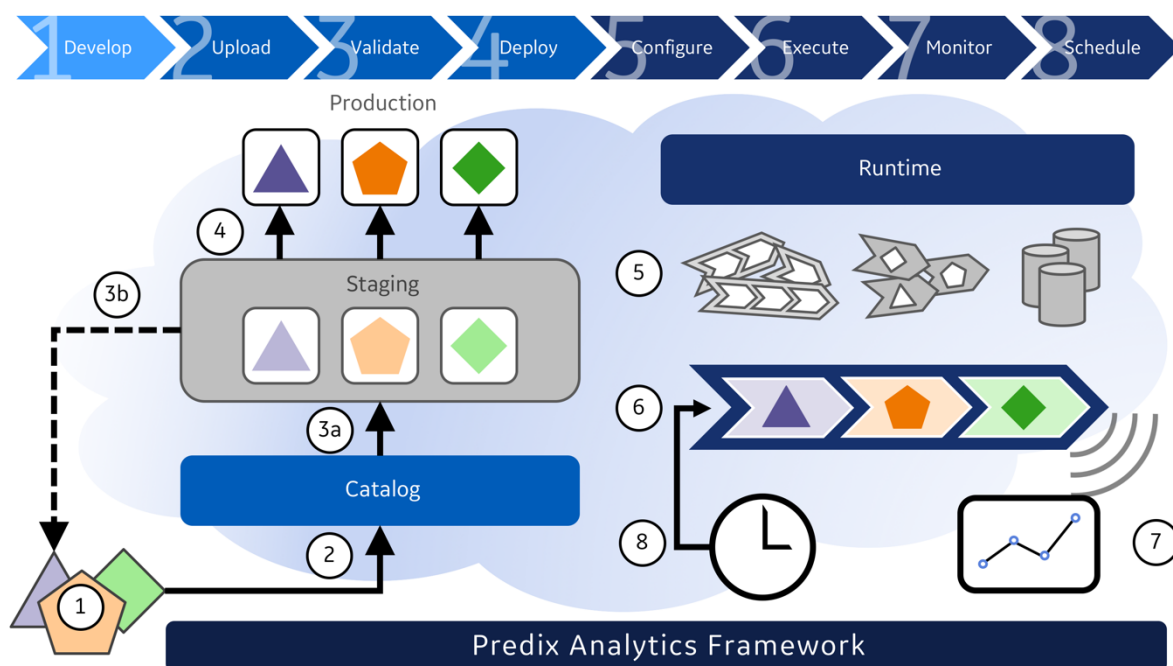 1 Develop
2 Upload
3 Validate
4 Deploy
5 Configure
6 Execute
7 Monitor
8 Schedule
Production
Runtime
4
Staging
5
3b
6
3a
Catalog
2
8
7
1
Predix Analytics Framework